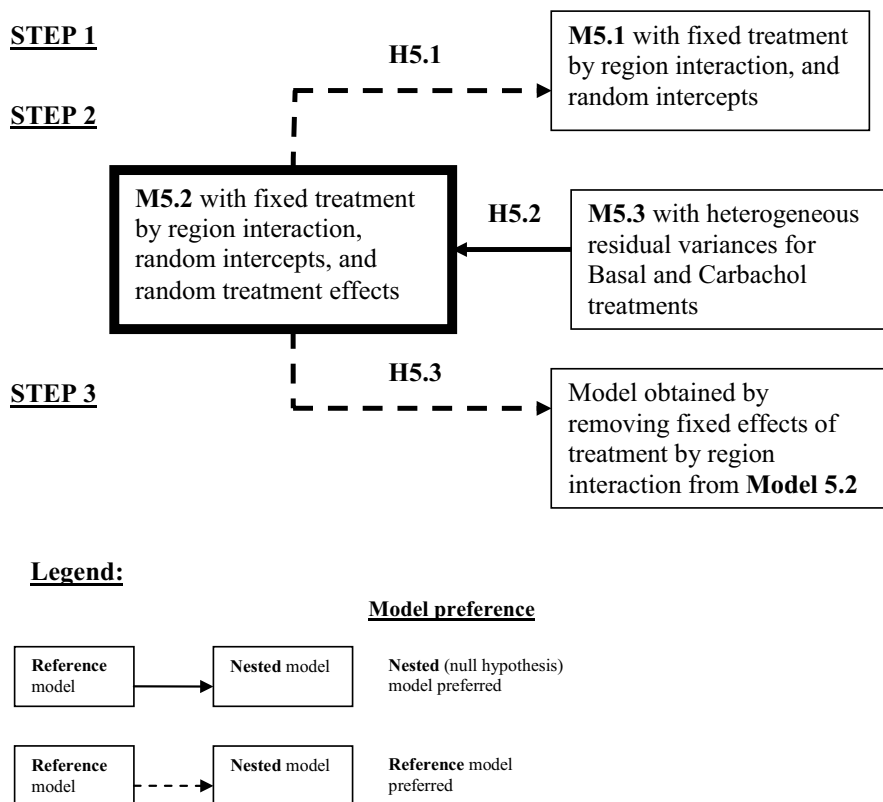 STEP 1
H5.1
M5.1 with fixed treatment
by region interaction, and
random intercepts
STEP 2
M5.2 with fixed treatment
by region interaction,
random intercepts, and
random treatment effects
H5.2
M5.3 with heterogeneous
residual variances for
Basal and Carbachol
treatments
STEP 3
H5.3
Model obtained by
removing fixed effects of
treatment by region
interaction from Model 5.2
Legend:
Model preference
Reference
model
Nested model
Nested (null hypothesis)
model preferred
Reference
model
Nested model
Reference model
preferred